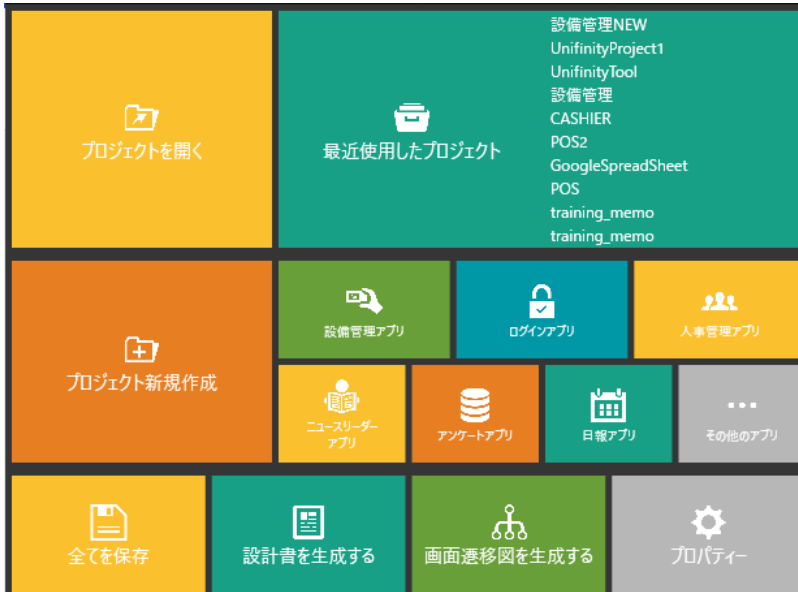 プロジェクトを開く
最近使用したプロジェクト
設備管理NEW
UnifinityProject1
UnifinityTool
設備管理
CASHIER
POS2
GoogleSpreadSheet
POS
training_memo
training_memo
プロジェクト新規作成
設備管理アプリ
ログインアプリ
人事管理アプリ
ニュースリーダー
アプリ
アンケートアプリ
日報アプリ
その他のアプリ
全てを保存
設計書を生成する
画面遷移図を生成する
プロパティー